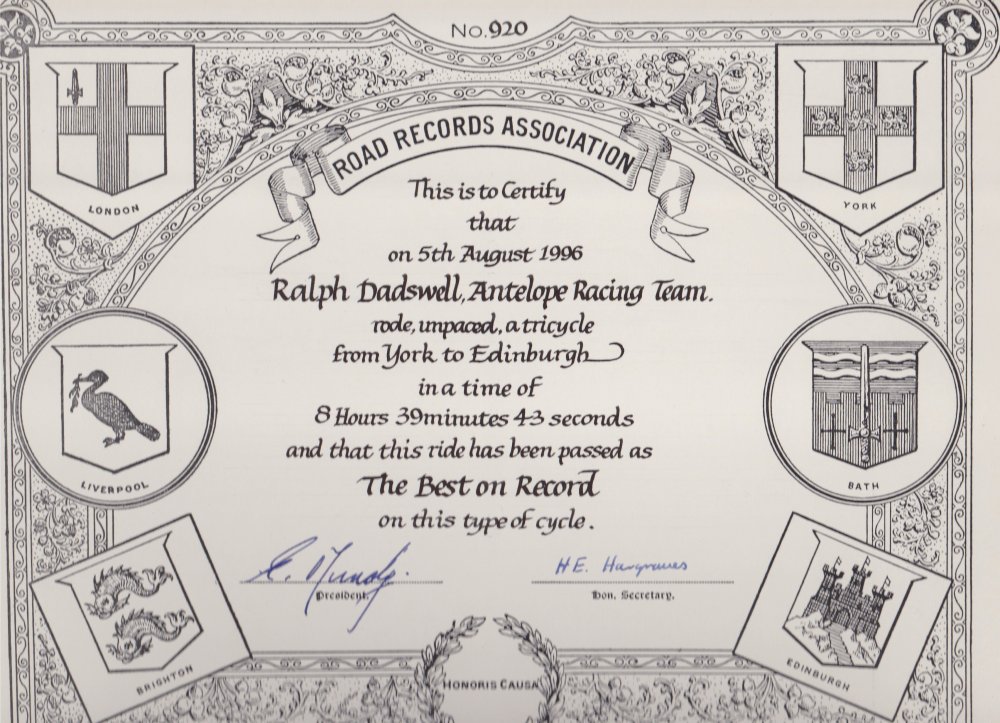 No. 920
ROAD RECORDS ASSOCIATION
LONDON
YORK
This is to Certify
that
on 5th August 1996
Ralph Dadswell, Antelope Racing Team.
rode, unpaced, a tricycle
from York to Edinburgh
in a time of
8 Hours 39 minutes 43 seconds
and that this ride has been passed as
The Best on Record
on this type of cycle.
LIVERPOOL
BATH
H E. Hargraves
President.
Hon. Secretary.
BRIGHTON
EDINBURGH
HONORIS CAUSA